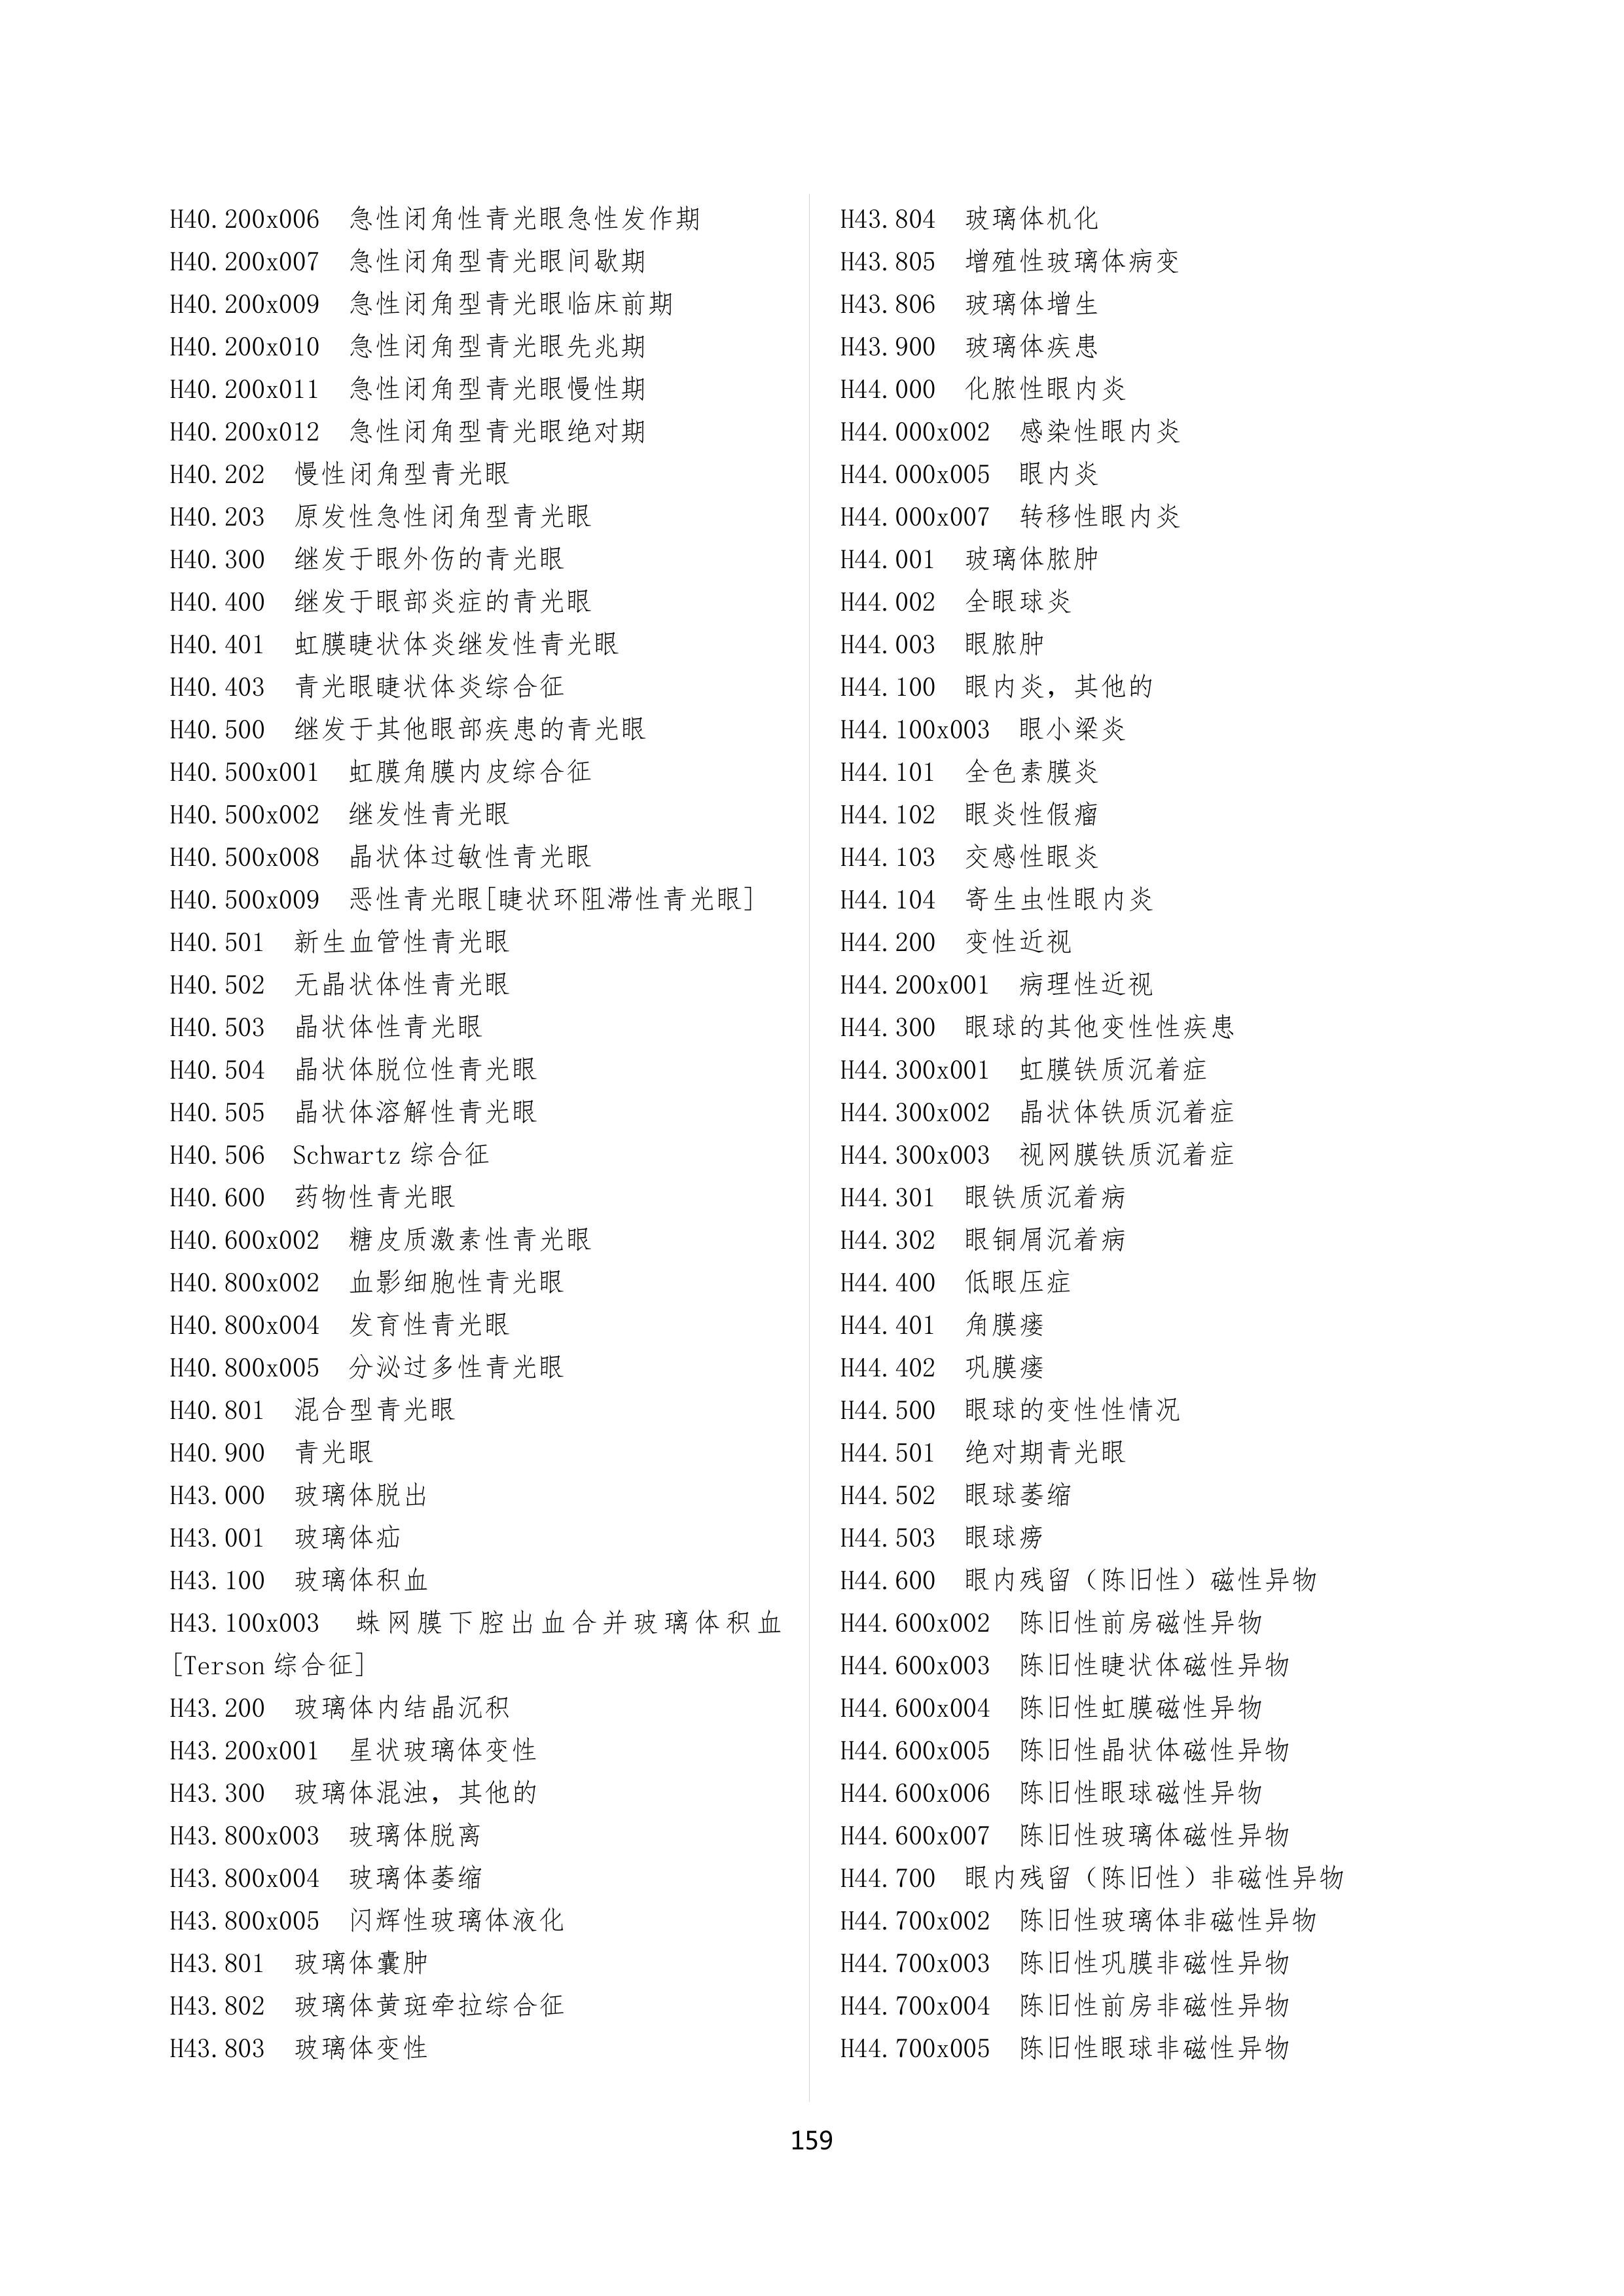 H40.200x006 急性闭角性青光眼急性发作期
H40.200x007 急性闭角型青光眼间歇期
H40.200x009 急性闭角型青光眼临床前期
H40.200x010 急性闭角型青光眼先兆期
H40.200x011 急性闭角型青光眼慢性期
H40.200x012 急性闭角型青光眼绝对期
H40.202 慢性闭角型青光眼
H40.203 原发性急性闭角型青光眼
H40.300 继发于眼外伤的青光眼
H40.400 继发于眼部炎症的青光眼
H40.401 虹膜睫状体炎继发性青光眼
H40.403 青光眼睫状体炎综合征
H40.500 继发于其他眼部疾患的青光眼
H40.500x001 虹膜角膜内皮综合征
H40.500x002 继发性青光眼
H40.500x008 晶状体过敏性青光眼
H40.500x009 恶性青光眼[睫状环阻滞性青光眼]
H40.501 新生血管性青光眼
H40.502 无晶状体性青光眼
H40.503 晶状体性青光眼
H40.504 晶状体脱位性青光眼
H40.505 晶状体溶解性青光眼
H40.506 Schwartz 综合征
H40.600 药物性青光眼
H40.600x002 糖皮质激素性青光眼
H40.800x002 血影细胞性青光眼
H40.800x004 发育性青光眼
H40.800x005 分泌过多性青光眼
H40.801 混合型青光眼
H40.900 青光眼
H43.000 玻璃体脱出
H43.001 玻璃体疝
H43.100 玻璃体积血
H43.100x003 蛛网膜下腔出血合并玻璃体积血
[Terson 综合征]
H43.200 玻璃体内结晶沉积
H43.200x001 星状玻璃体变性
H43.300 玻璃体混浊，其他的
H43.800x003 玻璃体脱离
H43.800x004 玻璃体萎缩
H43.800x005 闪辉性玻璃体液化
H43.801 玻璃体囊肿
H43.802 玻璃体黄斑牵拉综合征
H43.803 玻璃体变性
H43.804 玻璃体机化
H43.805 增殖性玻璃体病变
H43.806 玻璃体增生
H43.900 玻璃体疾患
H44.000 化脓性眼内炎
H44.000x002 感染性眼内炎
H44.000x005 眼内炎
H44.000x007 转移性眼内炎
H44.001 玻璃体脓肿
H44.002 全眼球炎
H44.003 眼脓肿
H44.100 眼内炎，其他的
H44.100x003 眼小梁炎
H44.101 全色素膜炎
H44.102 眼炎性假瘤
H44.103 交感性眼炎
H44.104 寄生虫性眼内炎
H44.200 变性近视
H44.200x001 病理性近视
H44.300 眼球的其他变性性疾患
H44.300x001 虹膜铁质沉着症
H44.300x002 晶状体铁质沉着症
H44.300x003 视网膜铁质沉着症
H44.301 眼铁质沉着病
H44.302 眼铜屑沉着病
H44.400 低眼压症
H44.401 角膜瘘
H44.402 巩膜瘘
H44.500 眼球的变性性情况
H44.501 绝对期青光眼
H44.502 眼球萎缩
H44.503 眼球痨
H44.600 眼内残留（陈旧性）磁性异物
H44.600x002 陈旧性前房磁性异物
H44.600x003 陈旧性睫状体磁性异物
H44.600x004 陈旧性虹膜磁性异物
H44.600x005 陈旧性晶状体磁性异物
H44.600x006 陈旧性眼球磁性异物
H44.600x007 陈旧性玻璃体磁性异物
H44.700 眼内残留（陈旧性）非磁性异物
H44.700x002 陈旧性玻璃体非磁性异物
H44.700x003 陈旧性巩膜非磁性异物
H44.700x004 陈旧性前房非磁性异物
H44.700x005 陈旧性眼球非磁性异物
159